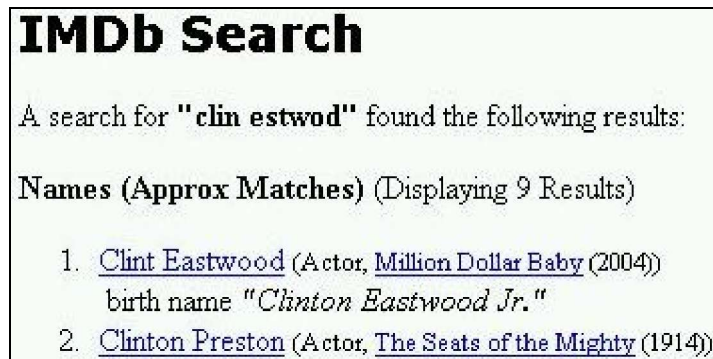 IMDb Search
A search for "clin estwod" found the following results:
Names (Approx Matches) (Displaying 9 Results)
1. Clint Eastwood (Actor, Million Dollar Baby (2004))
birth name "Clinton Eastwood Jr."
2. Clinton Preston (Actor, The Seats of the Mighty (1914))